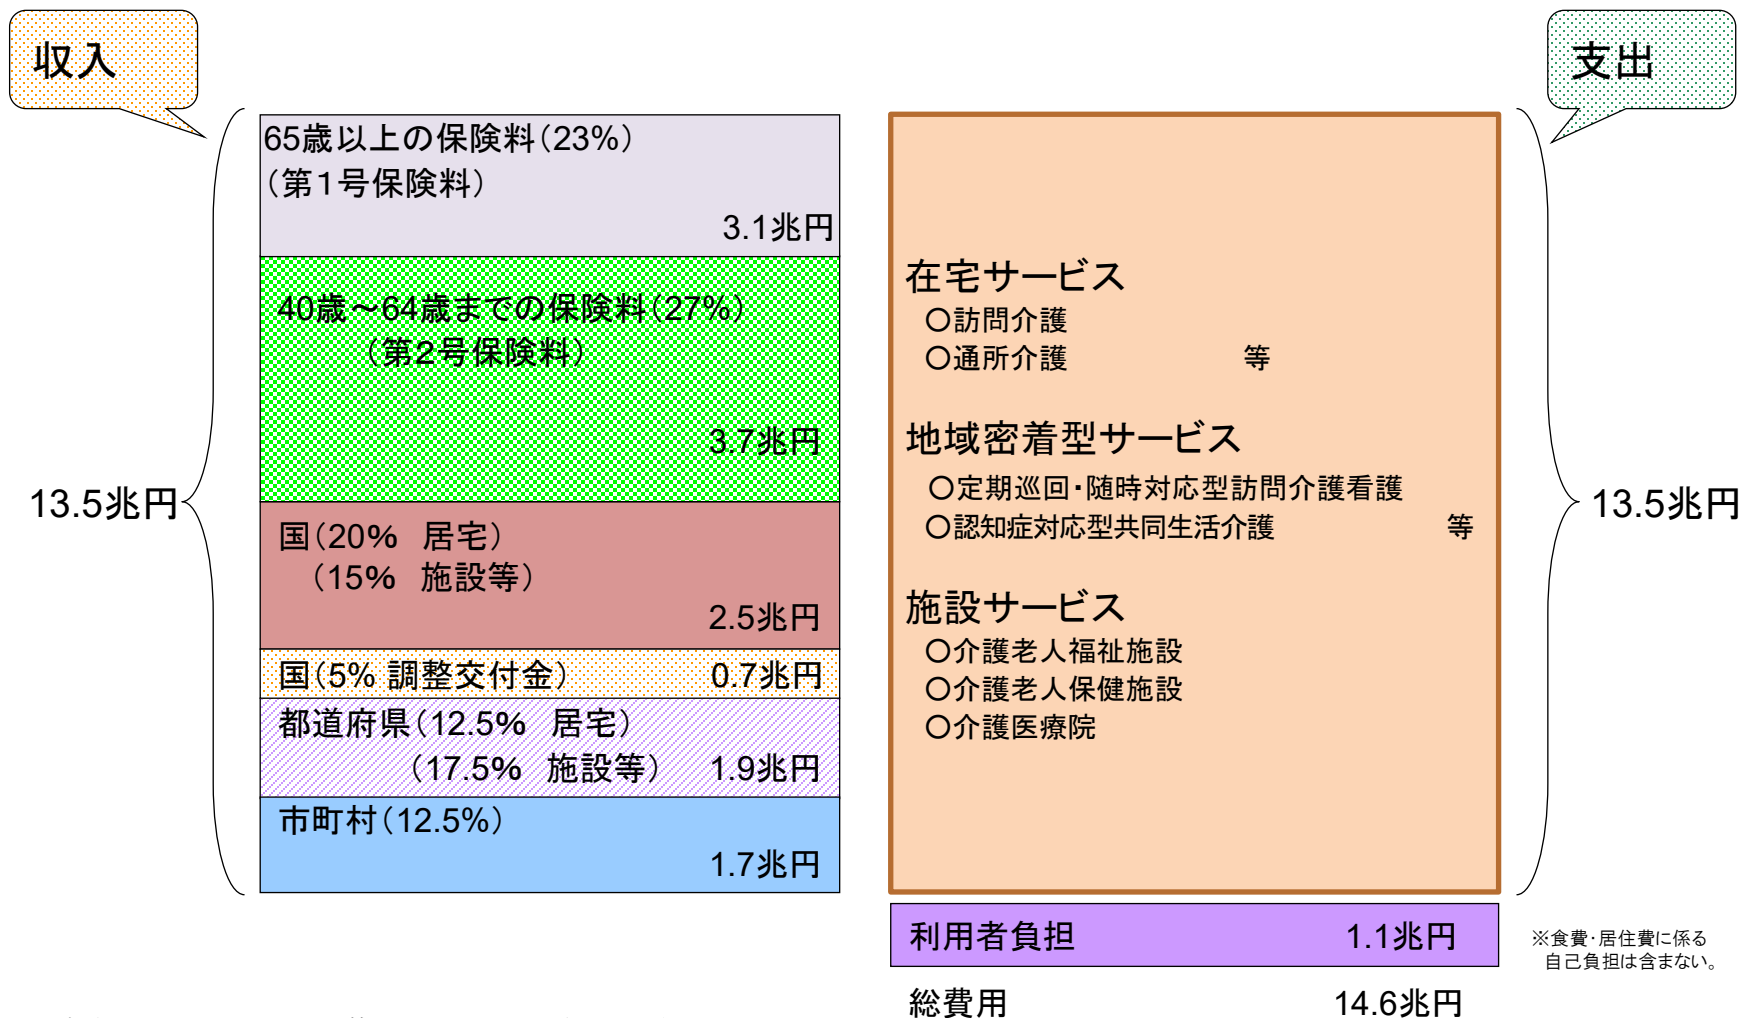 収入
支出
65歳以上の保険料(23%)
(第1号保険料)
3.1兆円
40歳~64歳までの保険料(27%)
(第2号保険料)
3.7兆円
13.5兆円
国(20% 居宅)
(15% 施設等)
2.5兆円
国(5% 調整交付金) 0.7兆円
都道府県(12.5% 居宅)
(17.5% 施設等) 1.9兆円
市町村(12.5%)
1.7兆円
在宅サービス
○訪問介護
○通所介護 等
地域密着型サービス
○定期巡回・随時対応型訪問介護看護
○認知症対応型共同生活介護 等
施設サービス
○介護老人福祉施設
○介護老人保健施設
○介護医療院
13.5兆円
利用者負担 1.1兆円
※食費・居住費に係る
自己負担は含まない。
総費用 14.6兆円